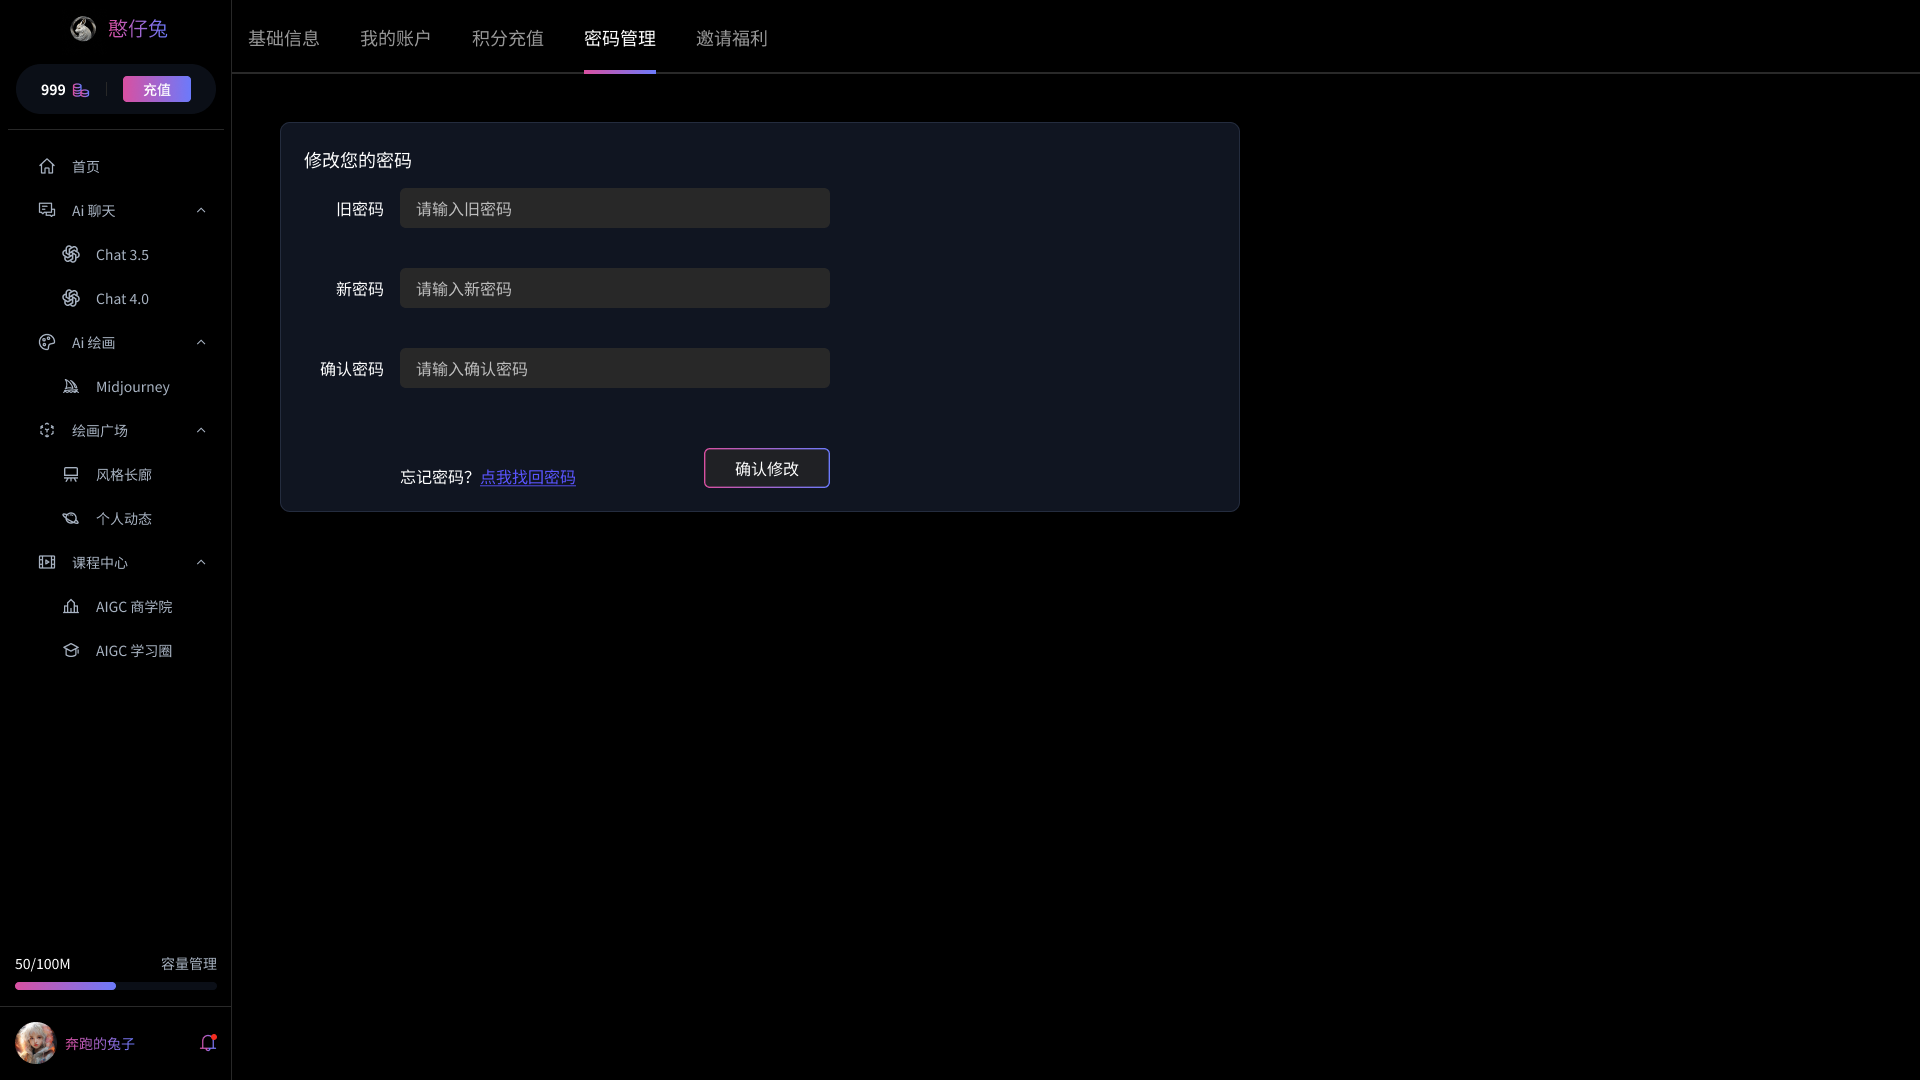 憨仔兔
999
充值
首页
Ai 聊天
Chat 3.5
Chat 4.0
Ai 绘画
Midjourney
绘画广场
风格长廊
个人动态
课程中心
AIGC 商学院
AIGC 学习圈
50/100M 容量管理
奔跑的兔子
基础信息 我的账户 积分充值 密码管理 邀请福利
修改您的密码
旧密码 请输入旧密码
新密码 请输入新密码
确认密码 请输入确认密码
忘记密码？点我找回密码 确认修改